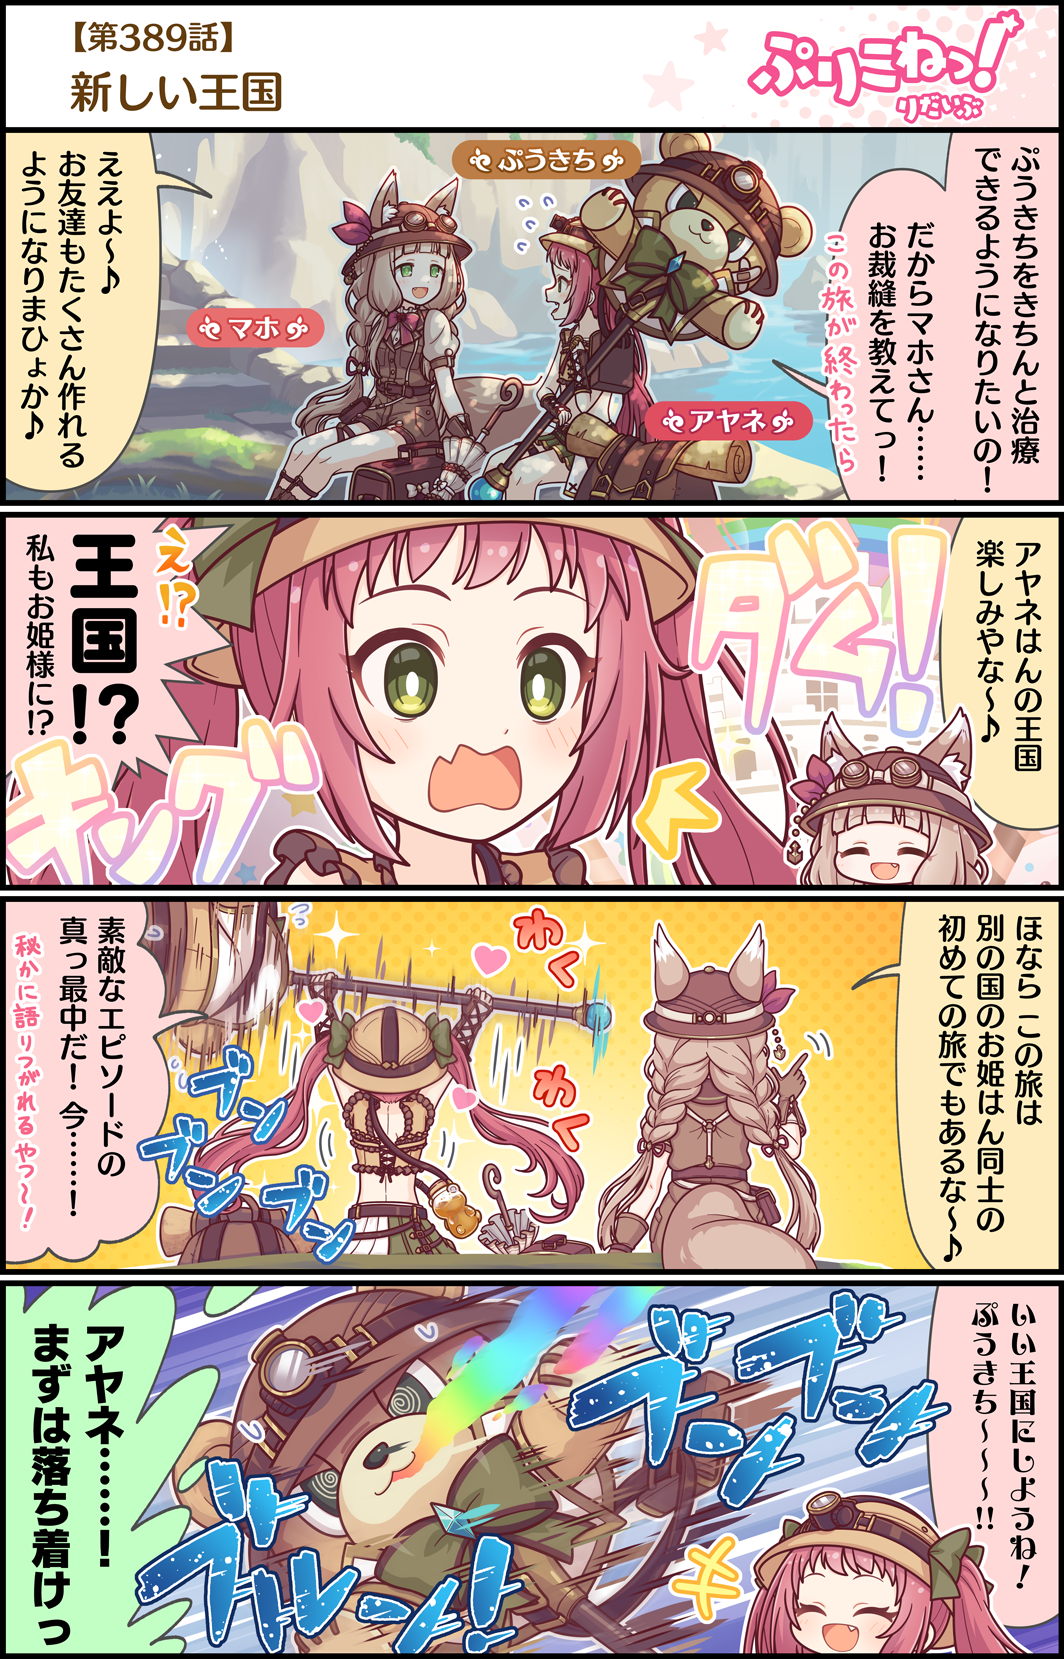 【第389話】
新しい王国
ぷりこねっ!
りだいぶ
ぷうきちをきちんと治療
できるようになりたいの!
だからマホさん……
お裁縫を教えてっ!
この旅が終わったら
ぷうきち
マホ
アヤネ
ええよ～♪
お友達もたくさん作れる
ようになりまひょか♪
アヤネはんの王国
楽しみやな～♪
ダム!
え!?
王国!?
私もお姫様に!?
キング
ほなら この旅は
別の国のお姫はん同士の
初めての旅でもあるな～♪
わく
わく
素敵なエピソードの
真っ最中だ! 今……!
秘かに語りつがれるやつ～!
ブン
ブン
ブン
いい王国にしようね!
ぷうきち～～～!!
ブン
ブン
ブルーン!
アヤネ……!
まずは落ち着けっ